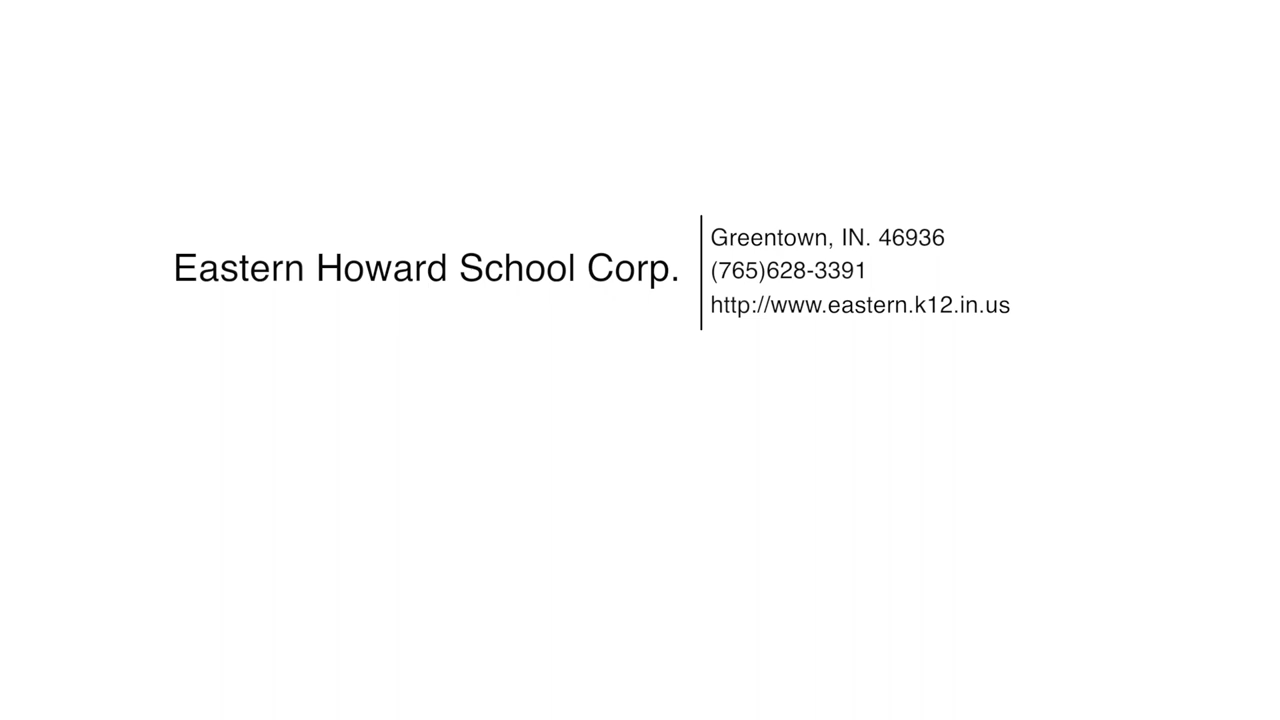 Eastern Howard School Corp.
Greentown, IN. 46936
(765)628-3391
http://www.eastern.k12.in.us